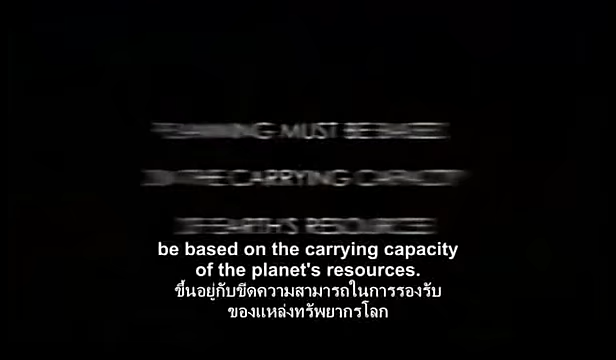 PLANNING MUST BE BASED
ON THE CARRYING CAPACITY
OF EARTH'S RESOURCES
be based on the carrying capacity
of the planet's resources.
ขึ้นอยู่กับขีดความสามารถในการรองรับ
ของแหล่งทรัพยากรโลก